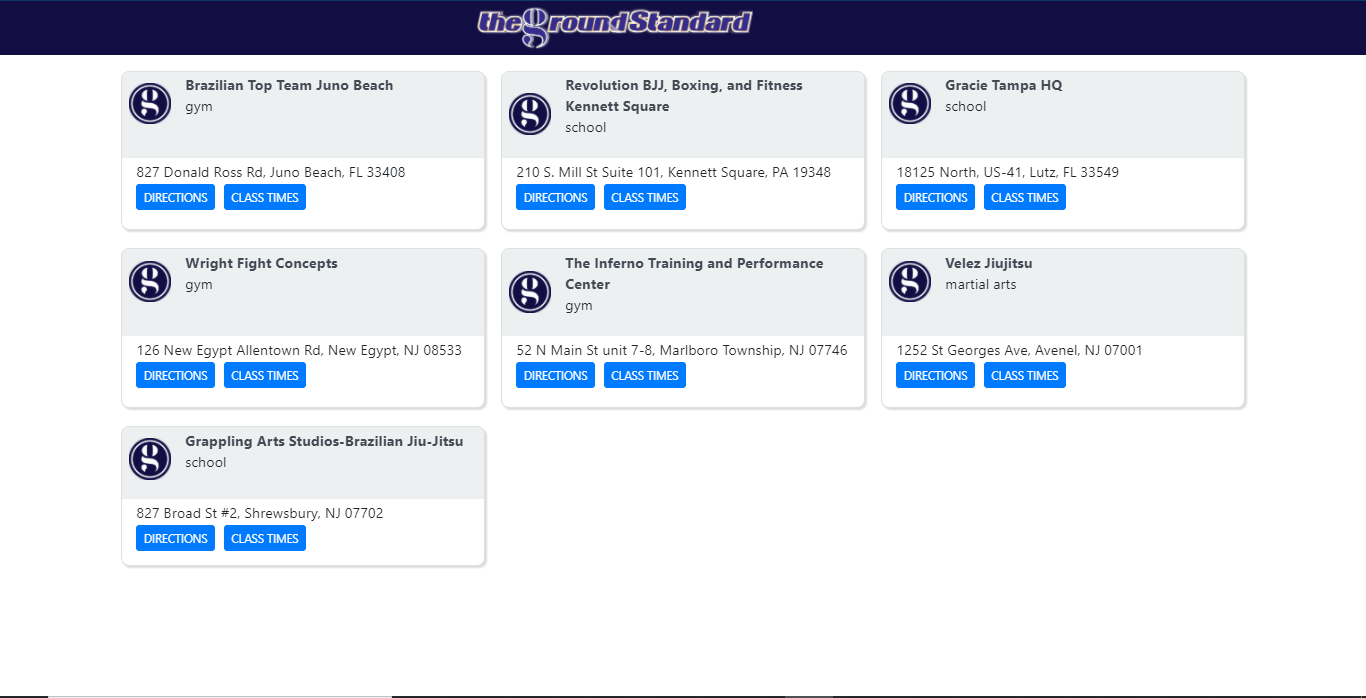 theGroundStandard
Brazilian Top Team Juno Beach
gym
827 Donald Ross Rd, Juno Beach, FL 33408
DIRECTIONS CLASS TIMES
Revolution BJJ, Boxing, and Fitness
Kennett Square
school
210 S. Mill St Suite 101, Kennett Square, PA 19348
DIRECTIONS CLASS TIMES
Gracie Tampa HQ
school
18125 North, US-41, Lutz, FL 33549
DIRECTIONS CLASS TIMES
Wright Fight Concepts
gym
126 New Egypt Allentown Rd, New Egypt, NJ 08533
DIRECTIONS CLASS TIMES
The Inferno Training and Performance
Center
gym
52 N Main St unit 7-8, Marlboro Township, NJ 07746
DIRECTIONS CLASS TIMES
Velez Jiujitsu
martial arts
1252 St Georges Ave, Avenel, NJ 07001
DIRECTIONS CLASS TIMES
Grappling Arts Studios-Brazilian Jiu-Jitsu
school
827 Broad St #2, Shrewsbury, NJ 07702
DIRECTIONS CLASS TIMES